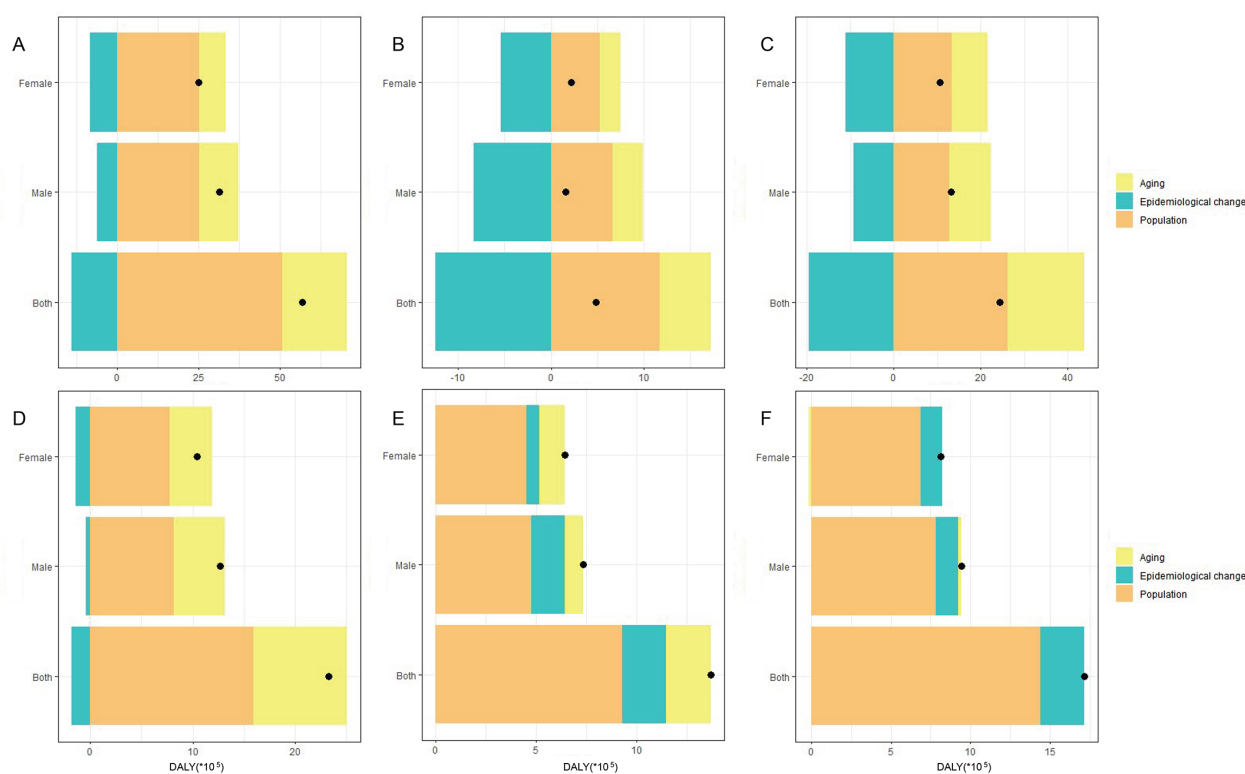 A
B
C
Female
Female
Female
Male
Male
Male
Both
Both
Both
0 25 50
-10 0 10
-20 0 20 40
Aging
Epidemiological change
Population
D
E
F
Female
Female
Female
Male
Male
Male
Both
Both
Both
0 10 20
0 5 10
0 5 10 15
DALY(*10⁵)
DALY(*10⁵)
DALY(*10⁵)
Aging
Epidemiological change
Population